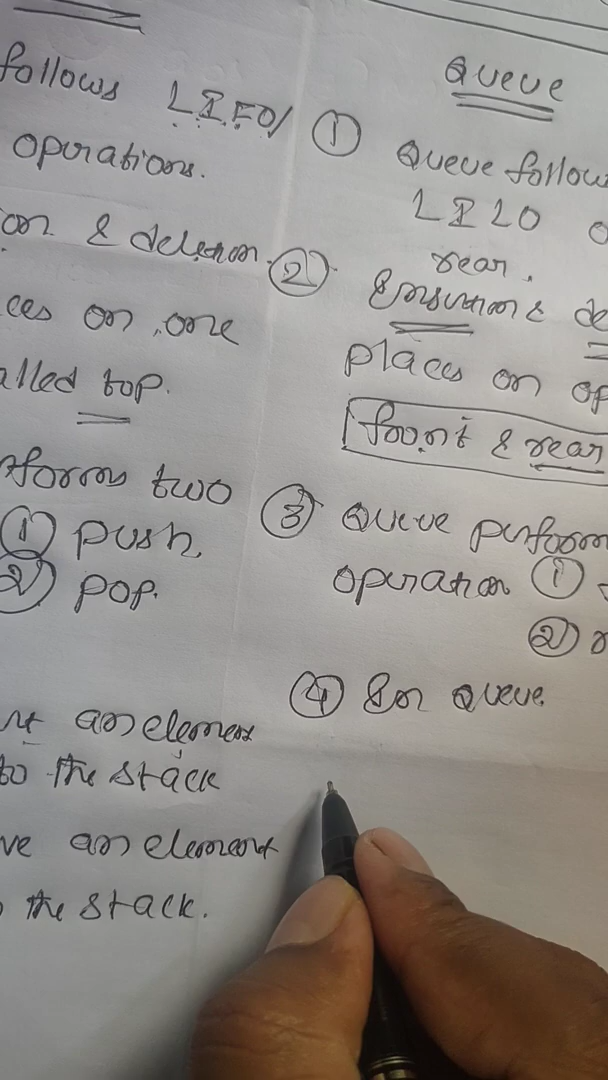 follows LIFO/
operations.
on & deletion.
ces on one
alled top.
rforms two
① push.
② pop.
an element
to the stack
ve an element
the stack.
Queue
① Queue follow
LILO o
rear.
② Insertion & de
places on op
front & rear
③ Queue perform
operation ①
②
④ In Queue